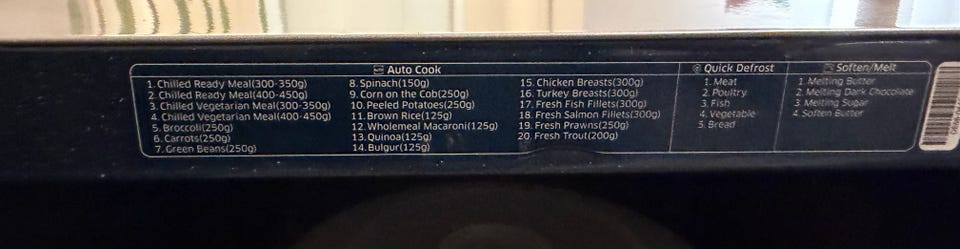 Auto Cook
1. Chilled Ready Meal(300-350g)
2. Chilled Ready Meal(400-450g)
3. Chilled Vegetarian Meal(300-350g)
4. Chilled Vegetarian Meal(400-450g)
5. Broccoli(250g)
6. Carrots(250g)
7. Green Beans(250g)
8. Spinach(150g)
9. Corn on the Cob(250g)
10. Peeled Potatoes(250g)
11. Brown Rice(125g)
12. Wholemeal Macaroni(125g)
13. Quinoa(125g)
14. Bulgur(125g)
15. Chicken Breasts(300g)
16. Turkey Breasts(300g)
17. Fresh Fish Fillets(300g)
18. Fresh Salmon Fillets(300g)
19. Fresh Prawns(250g)
20. Fresh Trout(200g)
Quick Defrost
1. Meat
2. Poultry
3. Fish
4. Vegetable
5. Bread
Soften/Melt
1. Melting Butter
2. Melting Dark Chocolate
3. Melting Sugar
4. Soften Butter